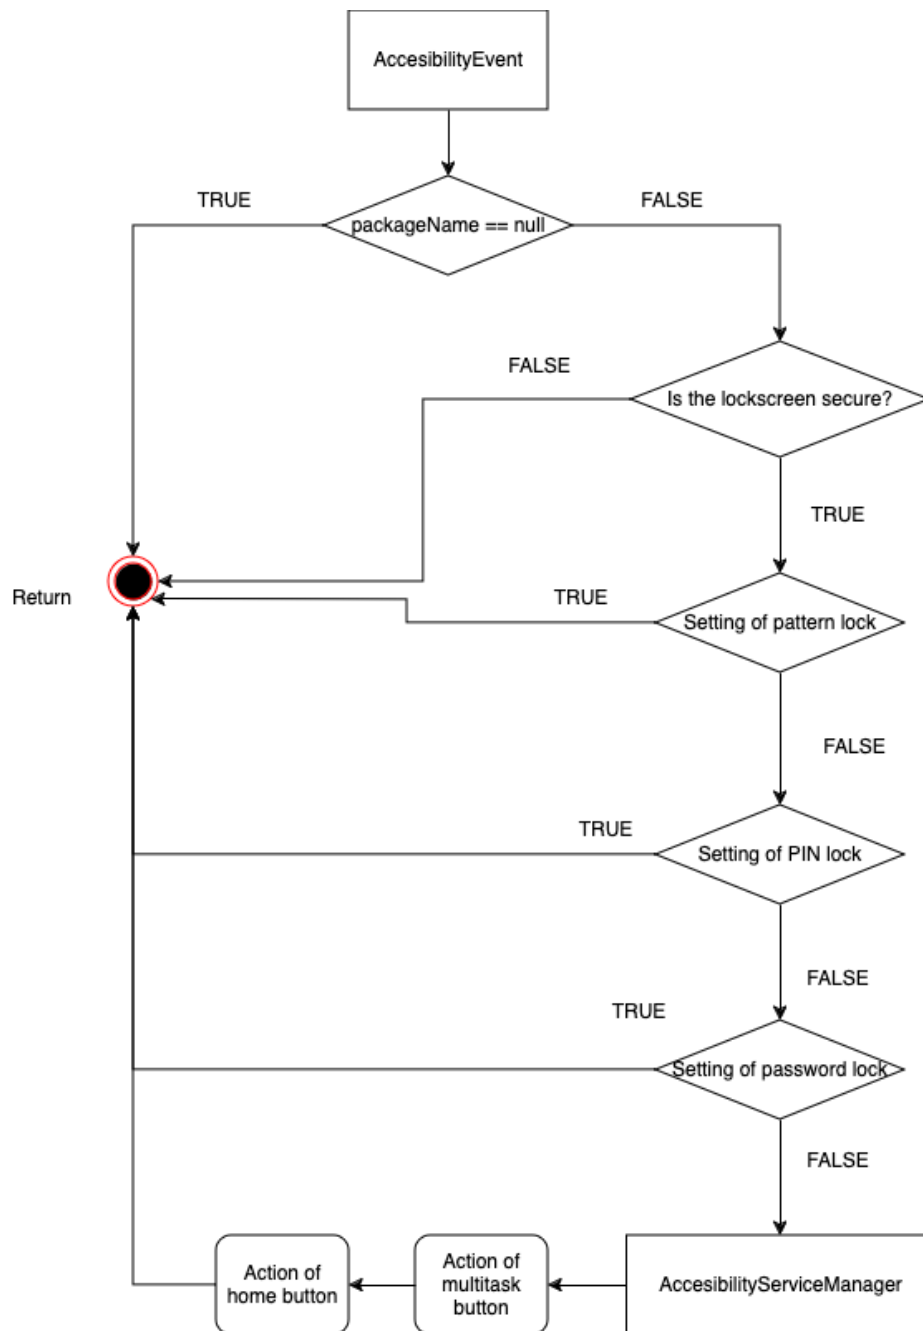 AccesibilityEvent
TRUE
FALSE
packageName == null
FALSE
Is the lockscreen secure?
TRUE
Return
TRUE
Setting of pattern lock
FALSE
TRUE
Setting of PIN lock
FALSE
TRUE
Setting of password lock
FALSE
Action of
home button
Action of
multitask
button
AccesibilityServiceManager